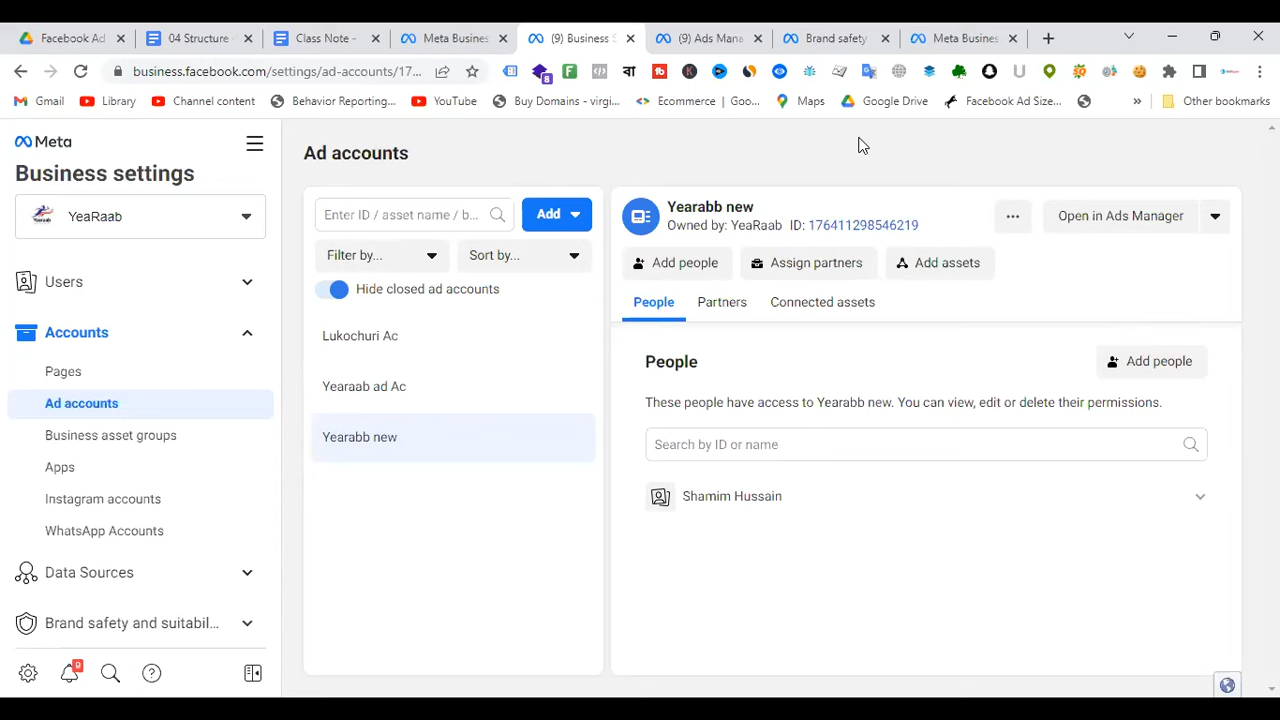 Facebook Ad
04 Structure -
Class Note -
Meta Busines
(9) Business S
(9) Ads Mana
Brand safety
Meta Busines
business.facebook.com/settings/ad-accounts/17...
8
বা
Gmail
Library
Channel content
Behavior Reporting...
YouTube
Buy Domains - virgi...
Ecommerce | Goo...
Maps
Google Drive
Facebook Ad Size...
»
Other bookmarks
Meta
Business settings
YeaRaab
Users
Accounts
Pages
Ad accounts
Business asset groups
Apps
Instagram accounts
WhatsApp Accounts
Data Sources
Brand safety and suitabil...
9
Ad accounts
Enter ID / asset name / b...
Add
Filter by...
Sort by...
Hide closed ad accounts
Lukochuri Ac
Yearaab ad Ac
Yearabb new
Yearabb new
Owned by: YeaRaab ID: 176411298546219
...
Open in Ads Manager
Add people
Assign partners
Add assets
People
Partners
Connected assets
People
Add people
These people have access to Yearabb new. You can view, edit or delete their permissions.
Search by ID or name
Shamim Hussain